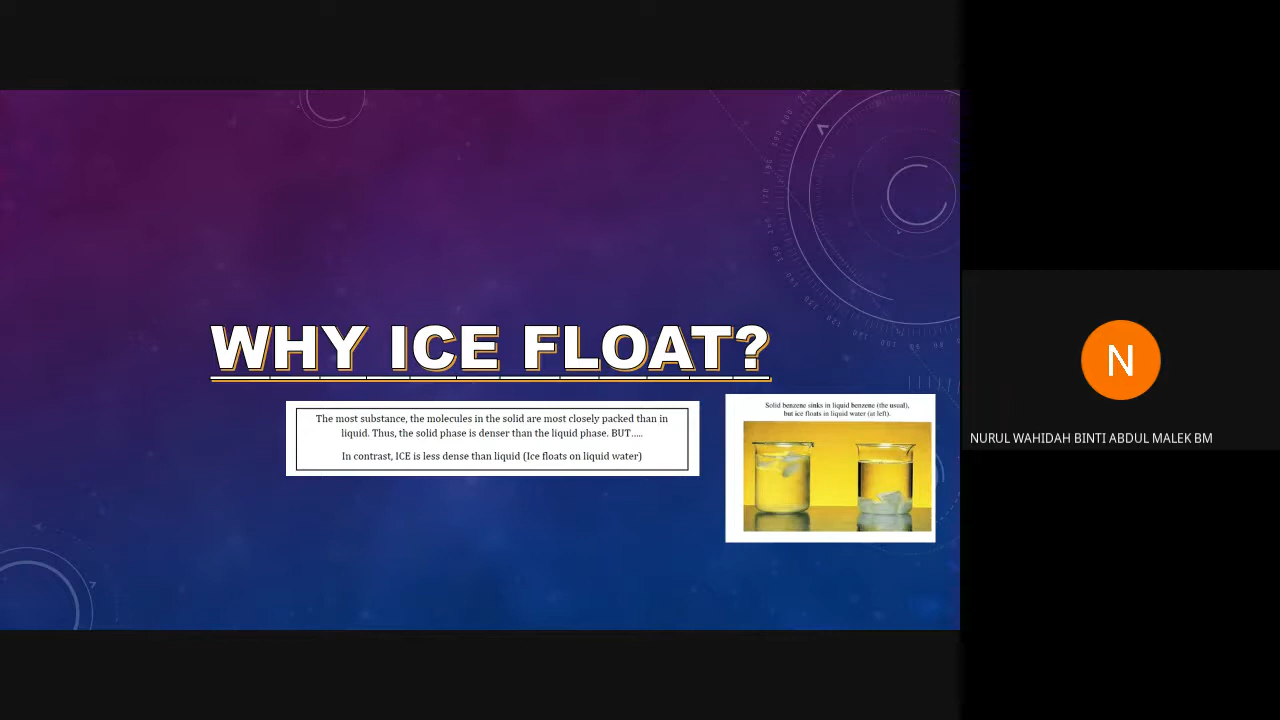 WHY ICE FLOAT?
The most substance, the molecules in the solid are most closely packed than in
liquid. Thus, the solid phase is denser than the liquid phase. BUT.....
In contrast, ICE is less dense than liquid (Ice floats on liquid water)
Solid benzene sinks in liquid benzene (the usual),
but ice floats in liquid water (at left).
N
NURUL WAHIDAH BINTI ABDUL MALEK BM